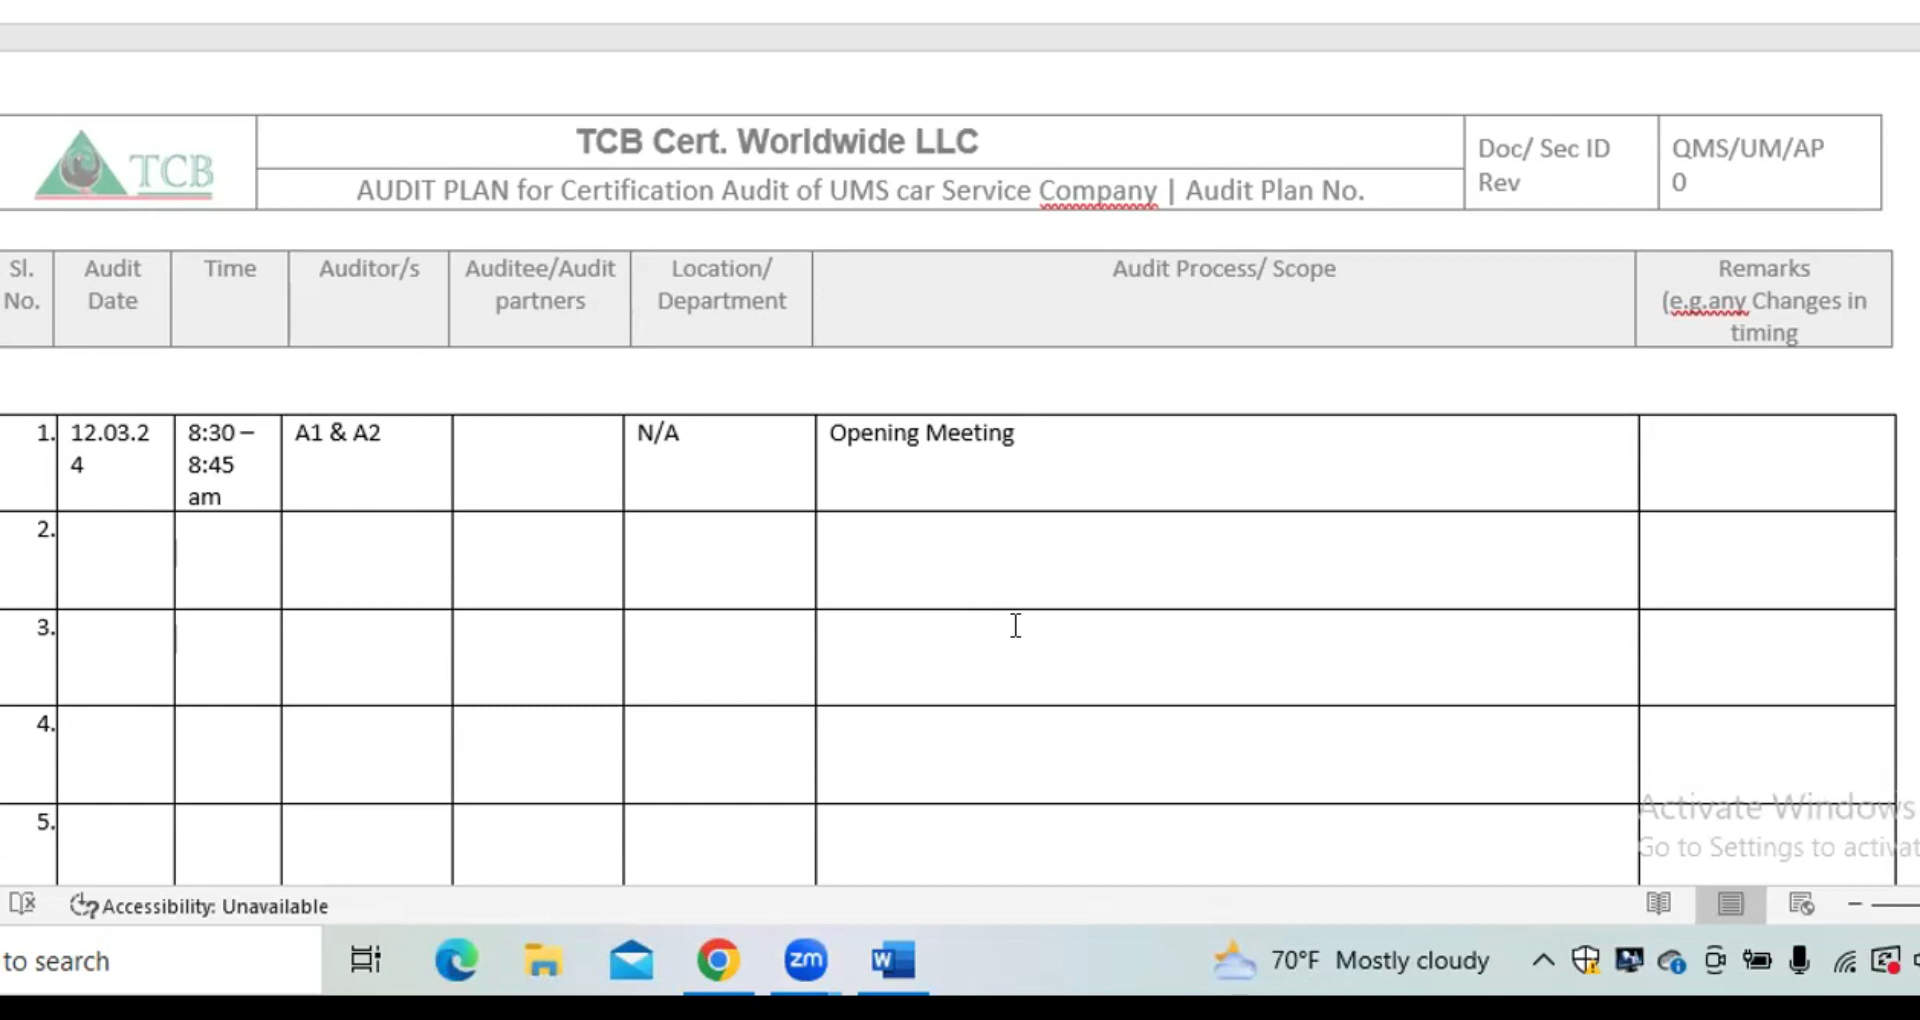 TCB
TCB Cert. Worldwide LLC
AUDIT PLAN for Certification Audit of UMS car Service Company | Audit Plan No.
Doc/ Sec ID
Rev
QMS/UM/AP
0
Sl.
No.
Audit
Date
Time
Auditor/s
Auditee/Audit
partners
Location/
Department
Audit Process/ Scope
Remarks
(e.g.any Changes in
timing
1.
12.03.2
4
8:30 –
8:45
am
A1 & A2
N/A
Opening Meeting
2.
3.
4.
5.
Activate Windows
Go to Settings to activat
Accessibility: Unavailable
to search
zm
W
70°F Mostly cloudy